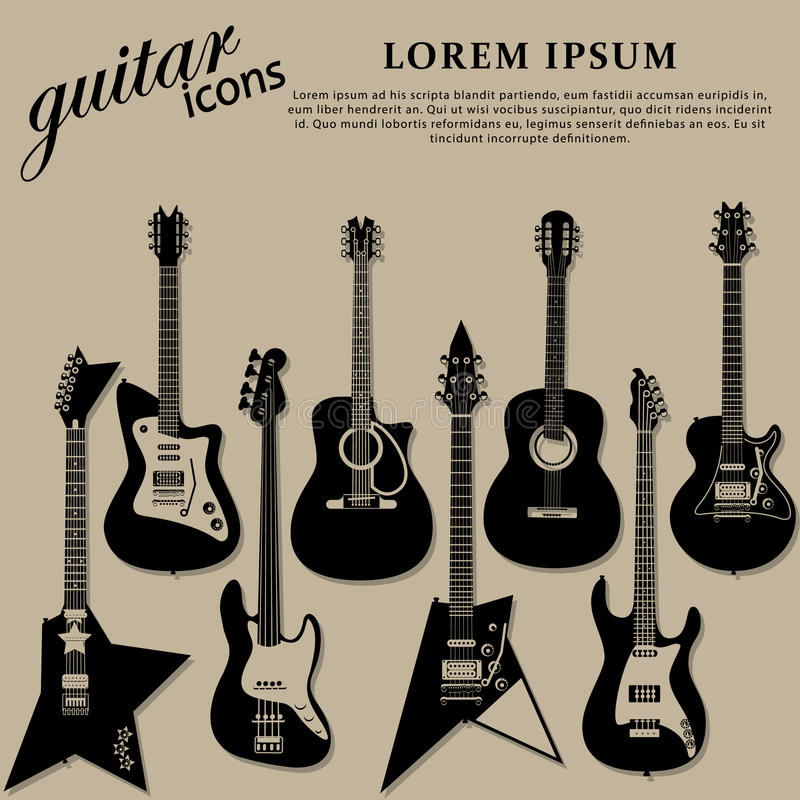 guitar
icons
LOREM IPSUM
Lorem ipsum ad his scripta blandit partiendo, eum fastidii accumsan euripidis in,
eum liber hendrerit an. Qui ut wisi vocibus suscipiantur, quo dicit ridens inciderint
id. Quo mundi lobortis reformidans eu, legimus senserit definiebas an eos. Eu sit
tincidunt incorrupte definitionem.
dreamstime